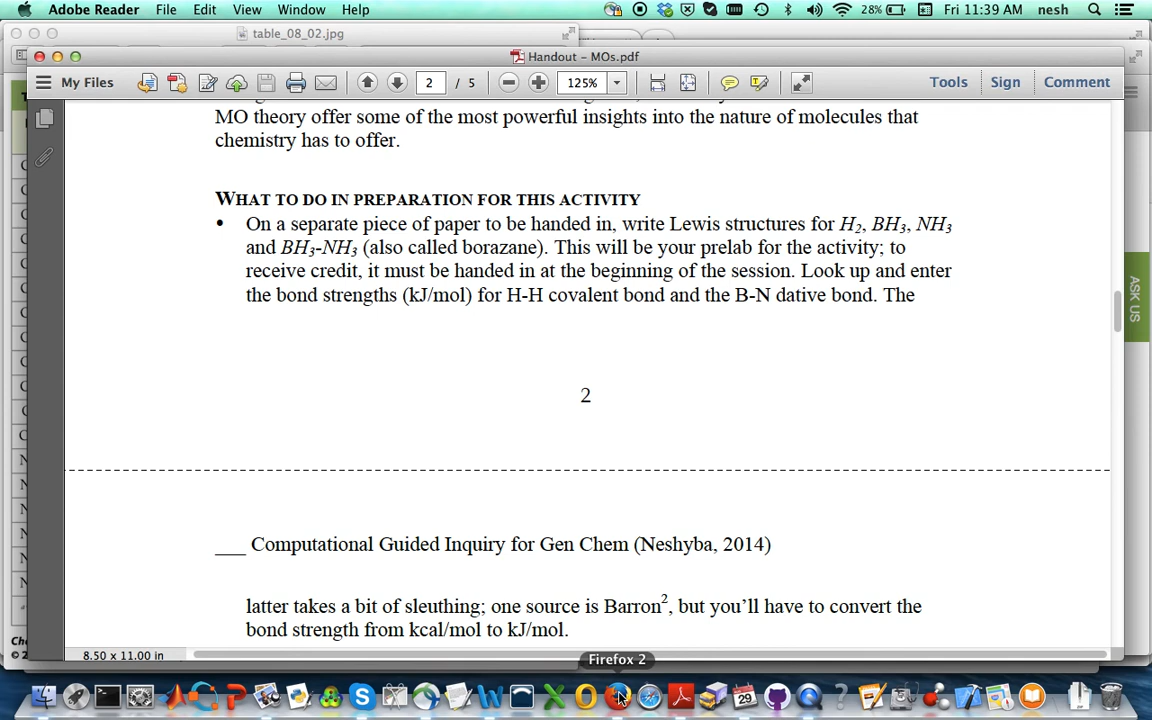 Adobe Reader File Edit View Window Help 28% Fri 11:39 AM nesh
table_08_02.jpg
Handout – MOs.pdf
My Files 2 / 5 125% Tools Sign Comment
MO theory offer some of the most powerful insights into the nature of molecules that
chemistry has to offer.
WHAT TO DO IN PREPARATION FOR THIS ACTIVITY
• On a separate piece of paper to be handed in, write Lewis structures for H2, BH3, NH3
and BH3-NH3 (also called borazane). This will be your prelab for the activity; to
receive credit, it must be handed in at the beginning of the session. Look up and enter
the bond strengths (kJ/mol) for H-H covalent bond and the B-N dative bond. The
ASK US
2
___ Computational Guided Inquiry for Gen Chem (Neshyba, 2014)
latter takes a bit of sleuthing; one source is Barron2, but you’ll have to convert the
bond strength from kcal/mol to kJ/mol.
8.50 x 11.00 in
Firefox 2